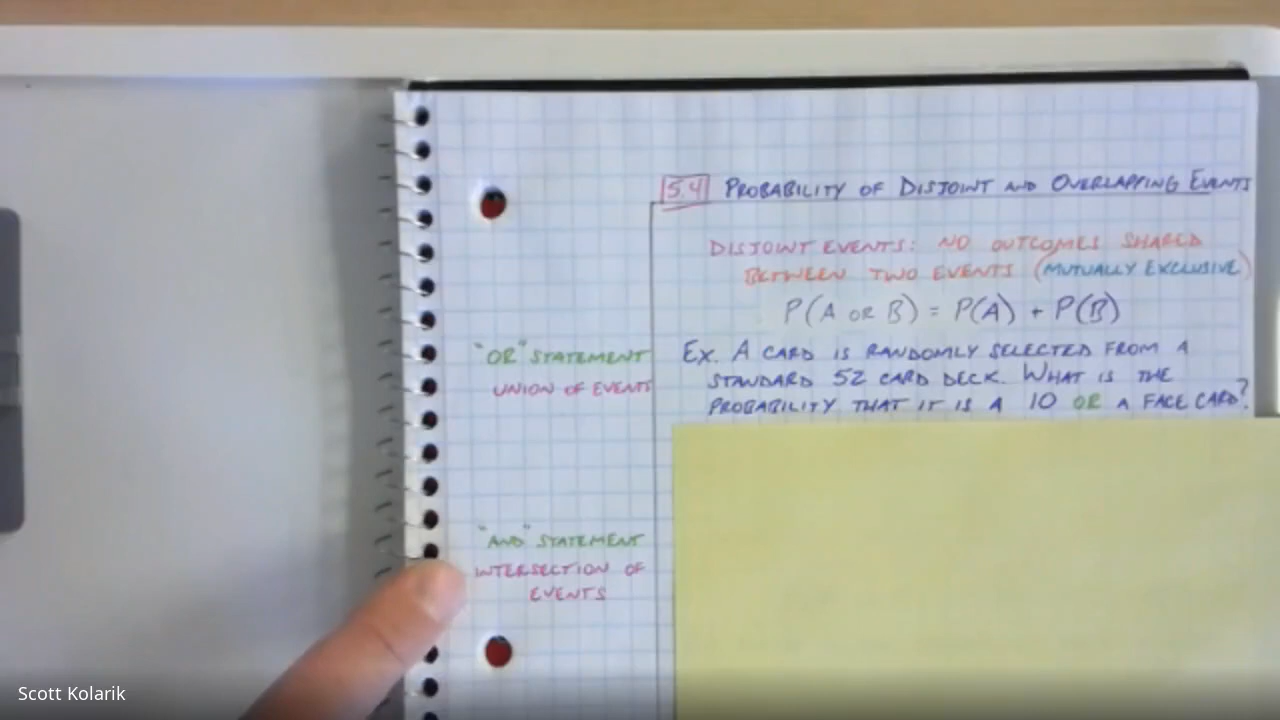 5.4 PROBABILITY OF DISJOINT AND OVERLAPPING EVENTS
DISJOINT EVENTS: NO OUTCOMES SHARED
BETWEEN TWO EVENTS (MUTUALLY EXCLUSIVE)
P(A OR B) = P(A) + P(B)
"OR" STATEMENT
UNION OF EVENTS
EX. A CARD IS RANDOMLY SELECTED FROM A
STANDARD 52 CARD DECK. WHAT IS THE
PROBABILITY THAT IT IS A 10 OR A FACE CARD?
"AND" STATEMENT
INTERSECTION OF
EVENTS
Scott Kolarik